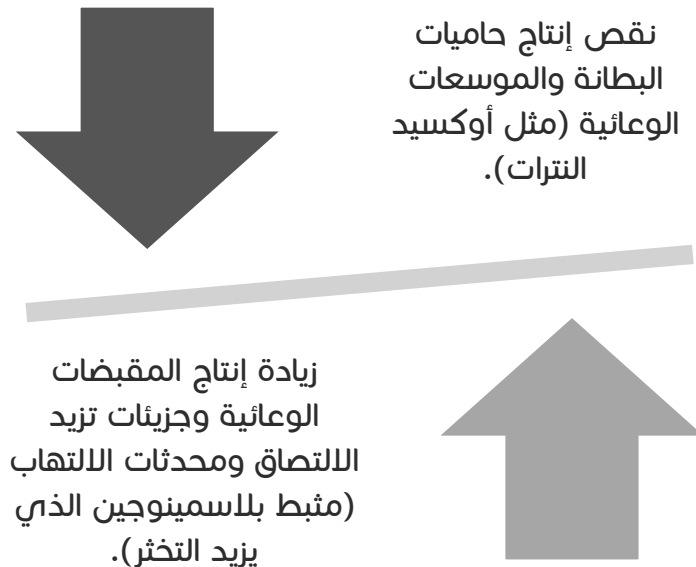 نقص إنتاج حاميات
البطانة والموسعات
الوعائية (مثل أوكسيد
النترات).
زيادة إنتاج المقبضات
الوعائية وجزيئات تزيد
الالتصاق ومحدثات الالتهاب
(مثبط بلاسمينوجين الذي
يزيد التخثر).